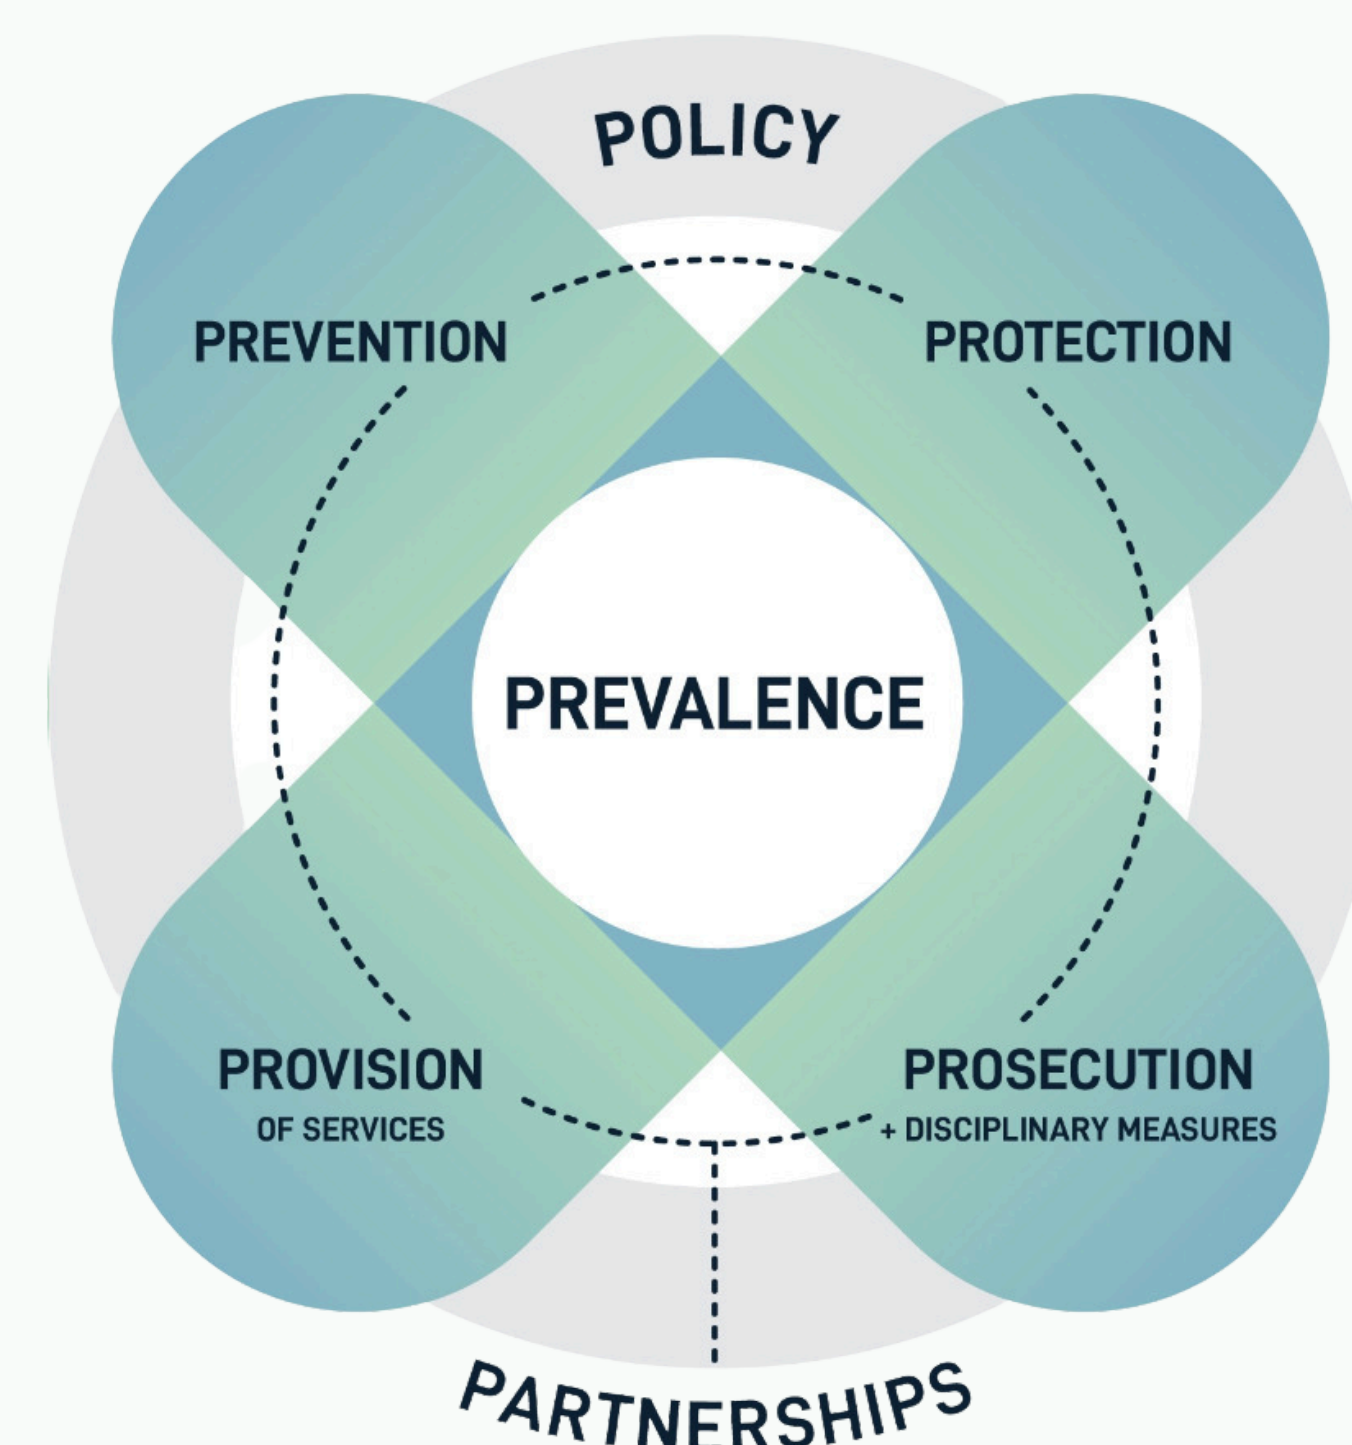 POLICY
PREVENTION
PROTECTION
PREVALENCE
PROVISION
OF SERVICES
PROSECUTION
+ DISCIPLINARY MEASURES
PARTNERSHIPS